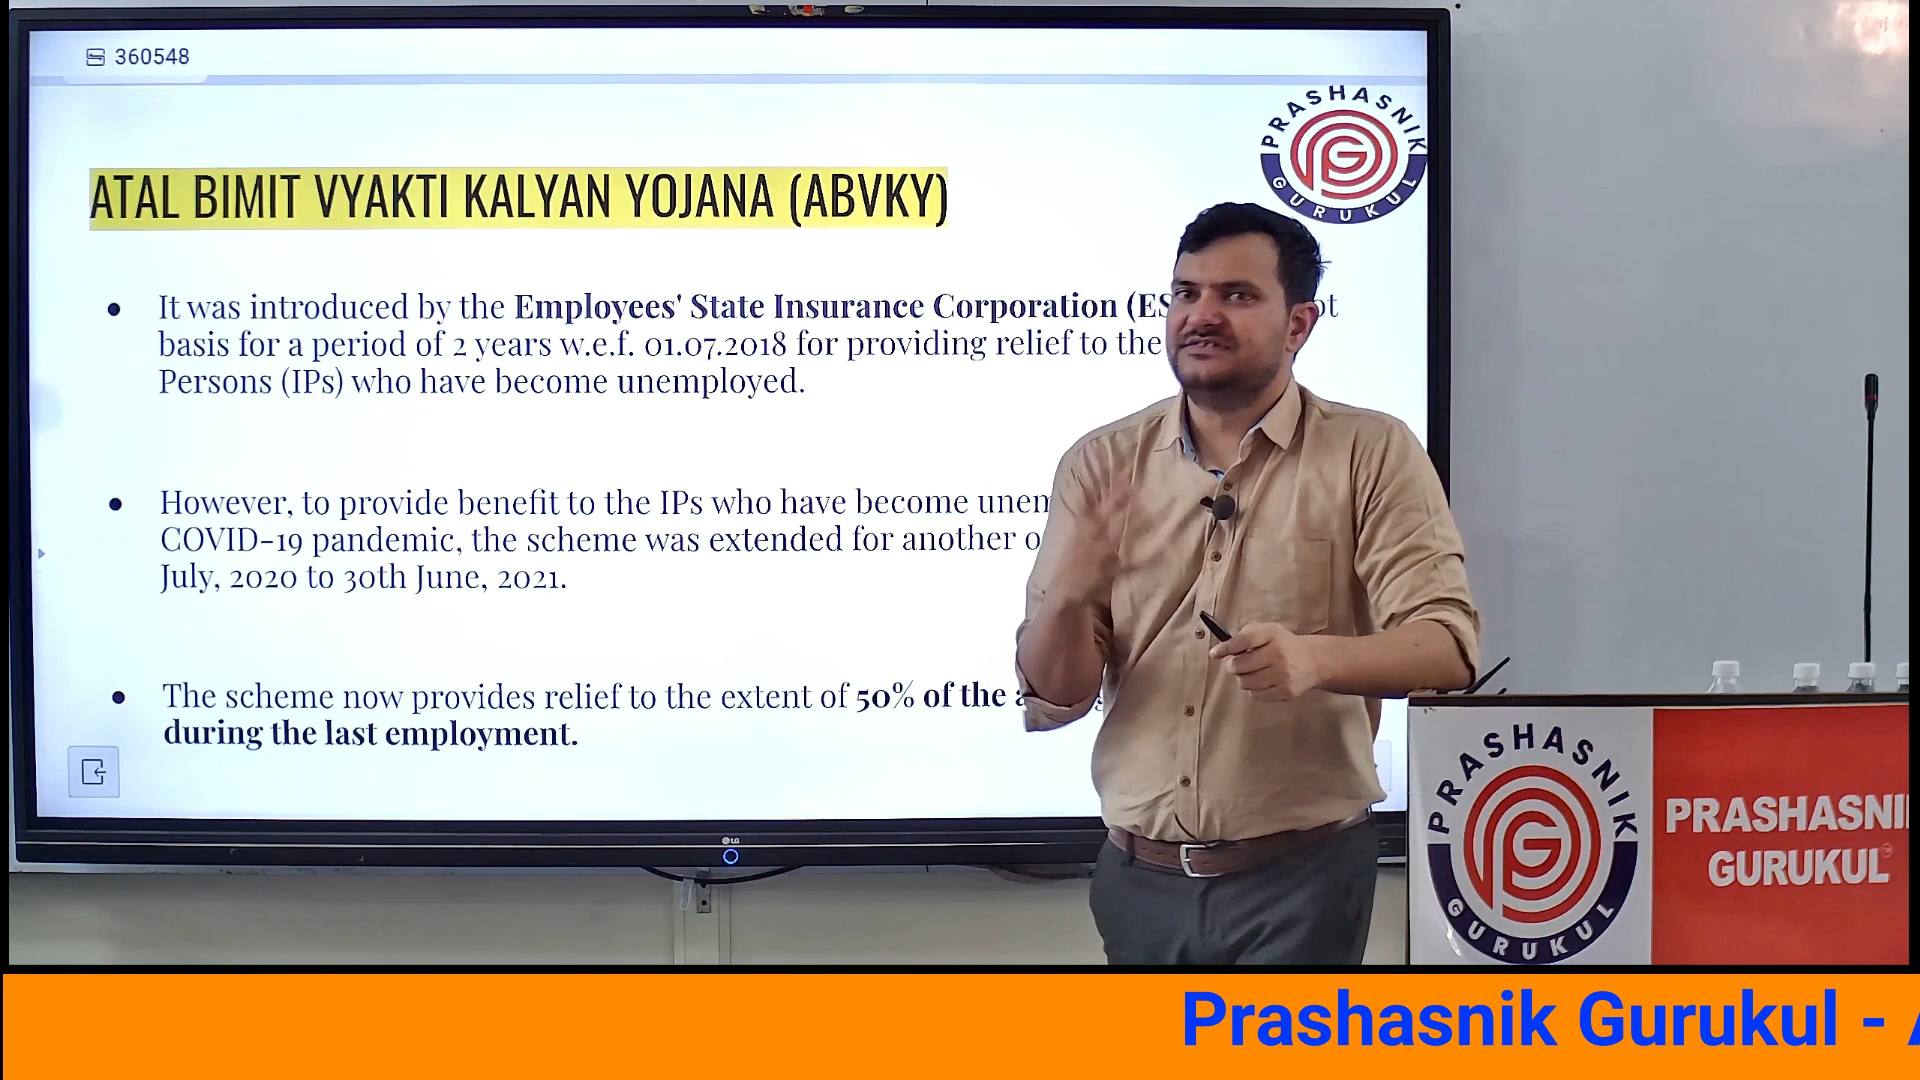 360548
PRASHASNIK
GURUKUL
ATAL BIMIT VYAKTI KALYAN YOJANA (ABVKY)
It was introduced by the Employees' State Insurance Corporation
basis for a period of 2 years w.e.f. 01.07.2018 for providing relief to the
Persons (IPs) who have become unemployed.
However, to provide benefit to the IPs who have become
COVID-19 pandemic, the scheme was extended for another
July, 2020 to 30th June, 2021.
The scheme now provides relief to the extent of 50% of the
during the last employment.
LG
PRASHASNIK
GURUKUL
PRASHASNI
GURUKUL
Prashasnik Gurukul -